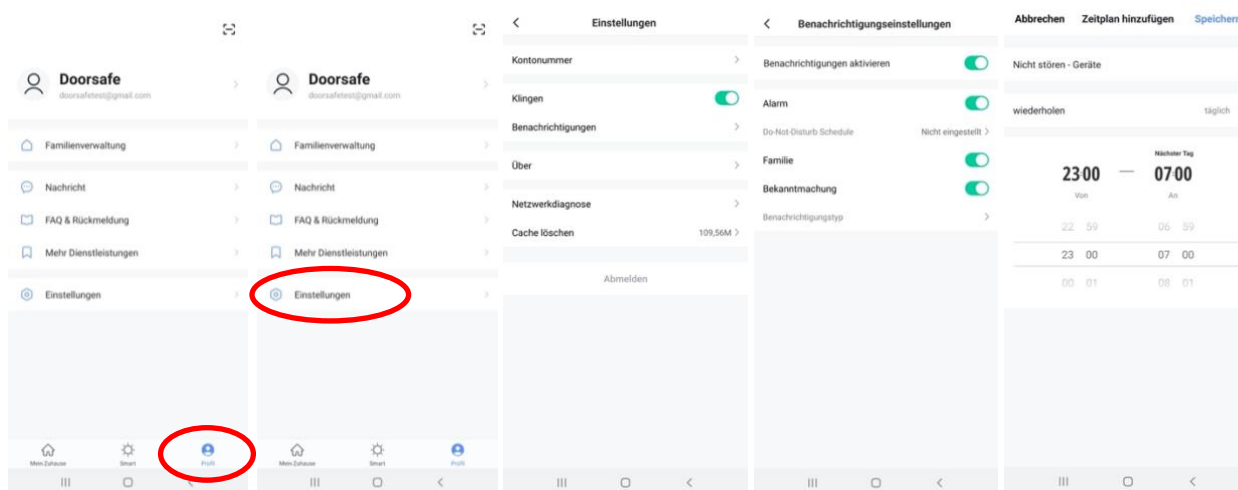 Doorsafe
doorsafetest@gmail.com
Familienverwaltung
Nachricht
FAQ & Rückmeldung
Mehr Dienstleistungen
Einstellungen
Mein Zuhause
Smart
Profil
Doorsafe
doorsafetest@gmail.com
Familienverwaltung
Nachricht
FAQ & Rückmeldung
Mehr Dienstleistungen
Einstellungen
Mein Zuhause
Smart
Profil
Einstellungen
Kontonummer
Klingen
Benachrichtigungen
Über
Netzwerkdiagnose
Cache löschen 109,56M
Abmelden
Benachrichtigungseinstellungen
Benachrichtigungen aktivieren
Alarm
Do-Not-Disturb Schedule Nicht eingestellt
Familie
Bekanntmachung
Benachrichtigungstyp
Abbrechen Zeitplan hinzufügen Speichern
Nicht stören - Geräte
wiederholen täglich
Nächster Tag
23:00 — 07:00
Von An
22 59 06 59
23 00 07 00
00 01 08 01